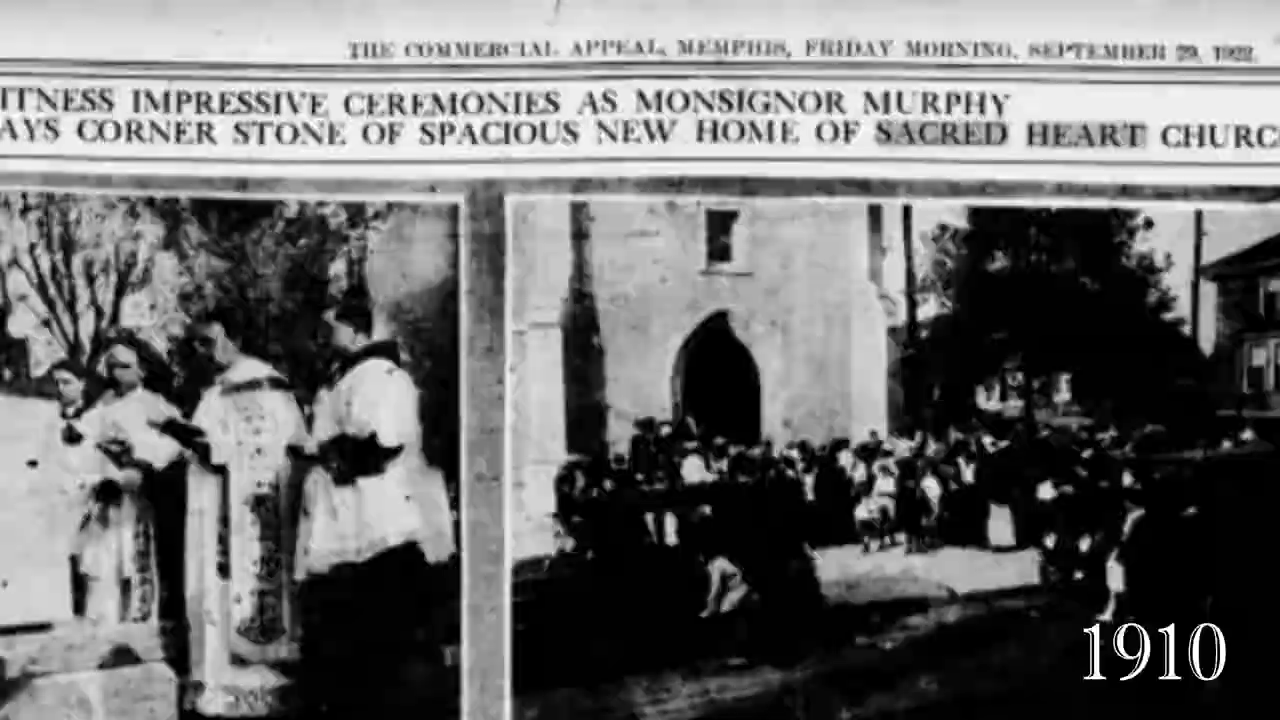 THE COMMERCIAL APPEAL, MEMPHIS, FRIDAY MORNING, SEPTEMBER 29, 1922.
ITNESS IMPRESSIVE CEREMONIES AS MONSIGNOR MURPHY
AYS CORNER STONE OF SPACIOUS NEW HOME OF SACRED HEART CHURC
1910